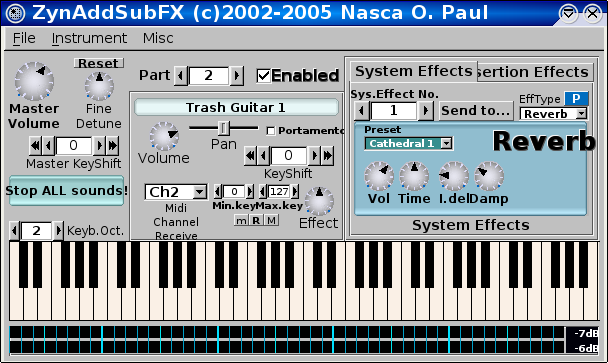 ZynAddSubFX (c)2002-2005 Nasca O. Paul
File Instrument Misc
Master Volume
Reset
Fine Detune
0
Master KeyShift
Stop ALL sounds!
2 Keyb.Oct.
Part 2 Enabled
Trash Guitar 1
Volume
Pan
Portamento
0
KeyShift
Ch2
Midi Channel Receive
0 127
Min.key Max.key
m R M
Effect
System Effects sertion Effects
Sys.Effect No.
1
Send to...
EffType P
Reverb
Preset
Cathedral 1
Reverb
Vol Time I.del Damp
System Effects
-7dB
-6dB